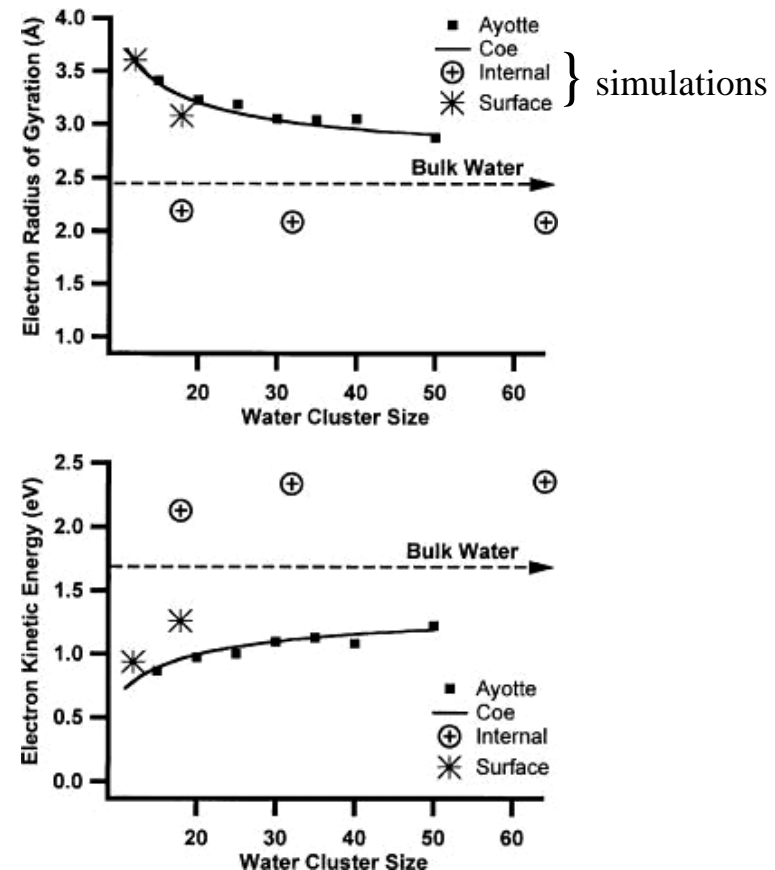 Electron Radius of Gyration (Å)
4.0
3.5
3.0
2.5
2.0
1.5
1.0
Ayotte
Coe
Internal
Surface
} simulations
Bulk Water
20 30 40 50 60
Water Cluster Size
Electron Kinetic Energy (eV)
2.5
2.0
1.5
1.0
0.5
0.0
Bulk Water
Ayotte
Coe
Internal
Surface
20 30 40 50 60
Water Cluster Size